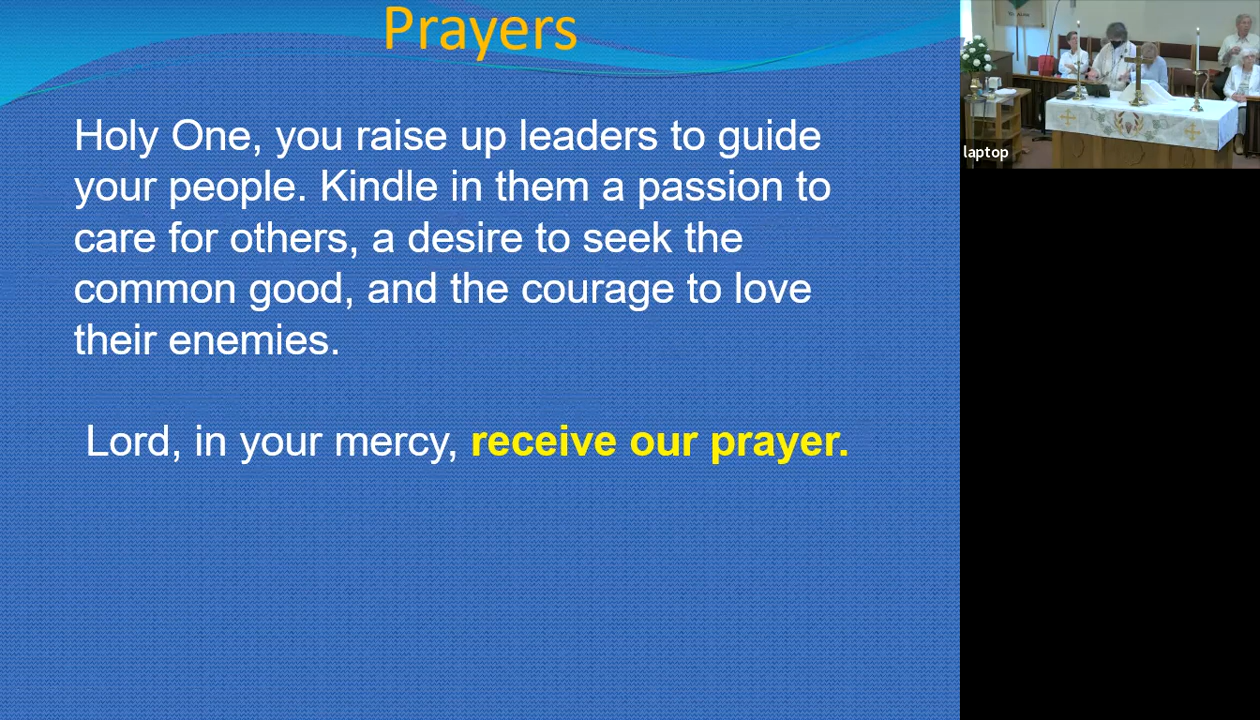 Prayers
Holy One, you raise up leaders to guide
your people. Kindle in them a passion to
care for others, a desire to seek the
common good, and the courage to love
their enemies.
Lord, in your mercy, receive our prayer.
laptop